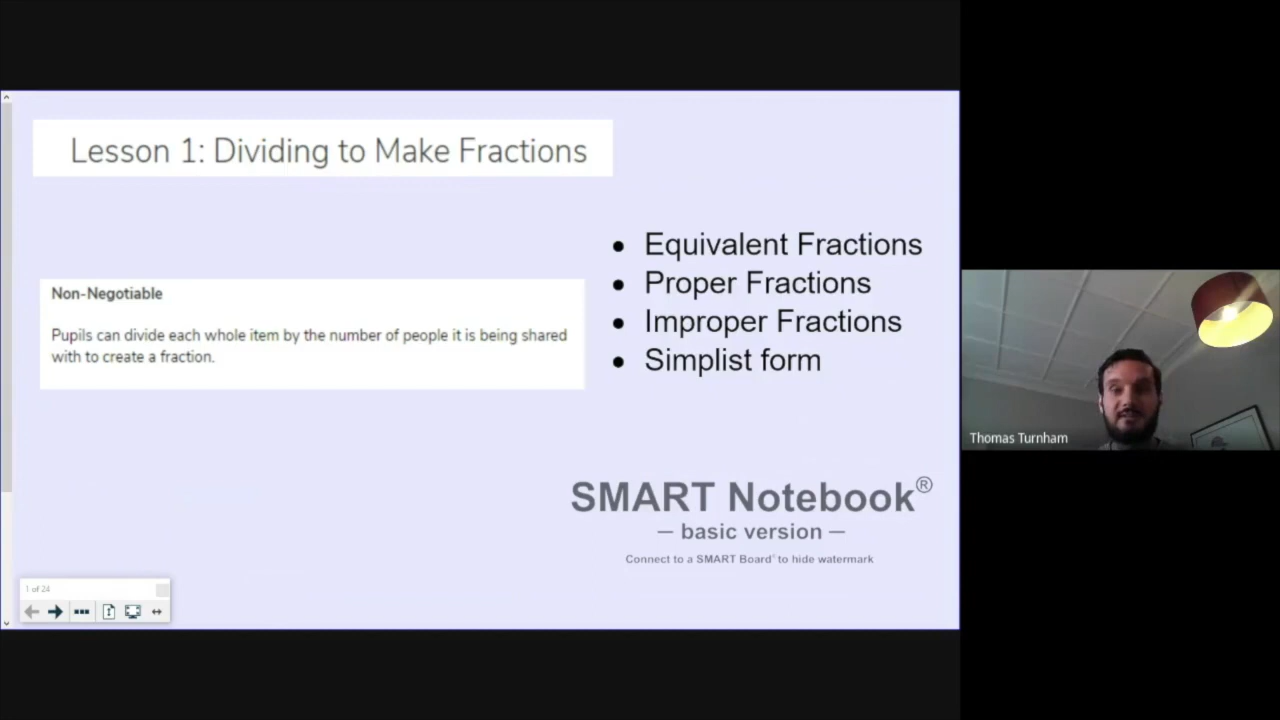 Lesson 1: Dividing to Make Fractions
Non-Negotiable
Pupils can divide each whole item by the number of people it is being shared
with to create a fraction.
• Equivalent Fractions
• Proper Fractions
• Improper Fractions
• Simplist form
SMART Notebook®
— basic version —
Connect to a SMART Board® to hide watermark
1 of 24
Thomas Turnham